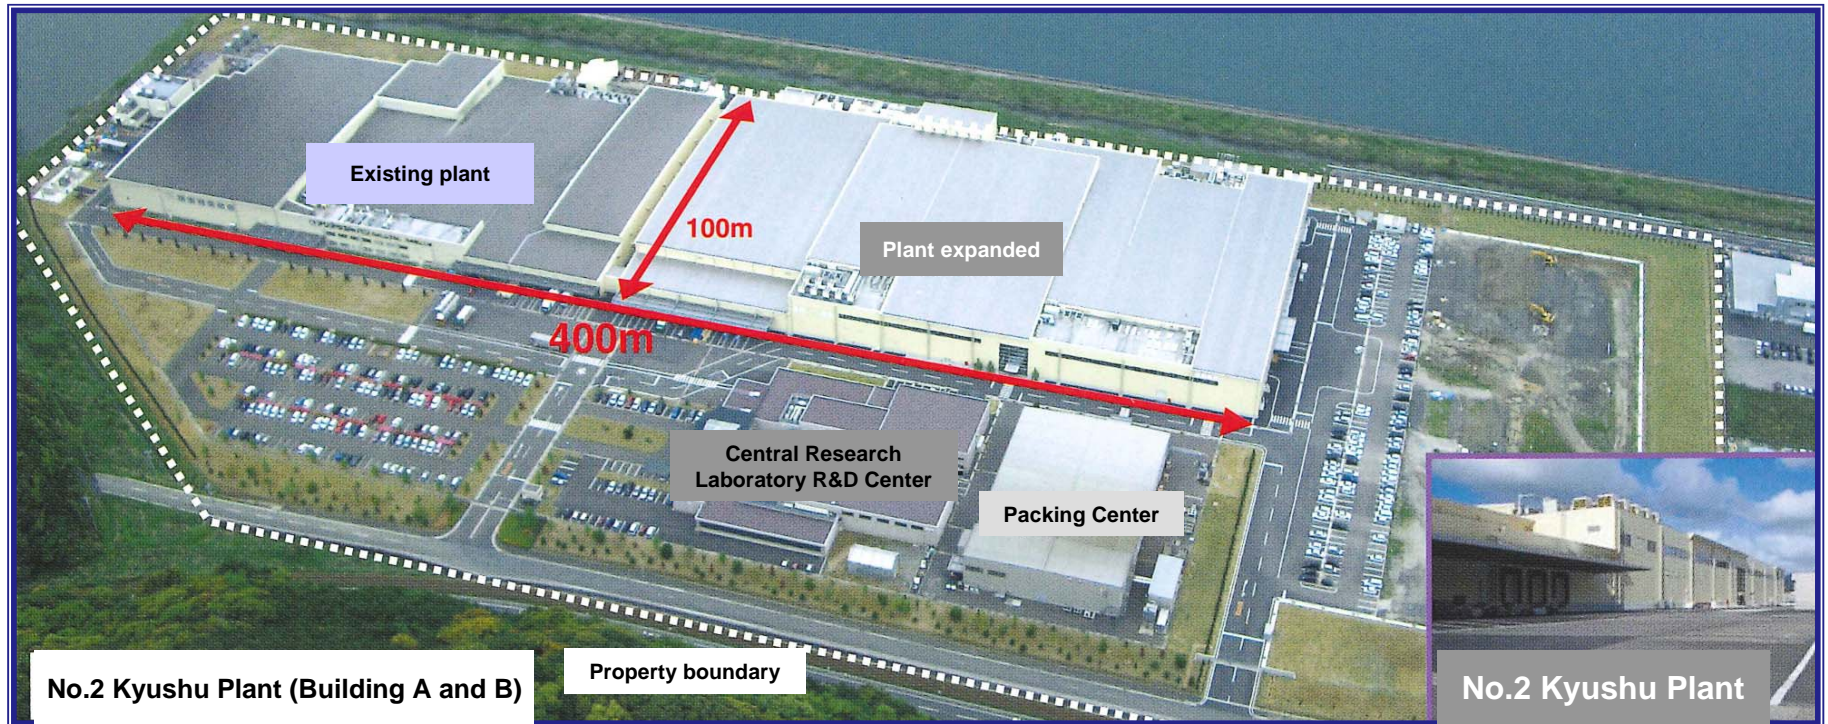 Existing plant
100m
Plant expanded
400m
Central Research
Laboratory R&D Center
Packing Center
Property boundary
No.2 Kyushu Plant (Building A and B)
No.2 Kyushu Plant